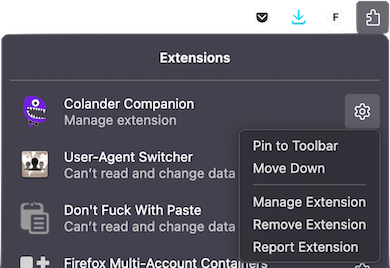 F
Extensions
Colander Companion
Manage extension
User-Agent Switcher
Can't read and change data
Don't Fuck With Paste
Can't read and change data
Firefox Multi-Account Containers
Pin to Toolbar
Move Down
Manage Extension
Remove Extension
Report Extension